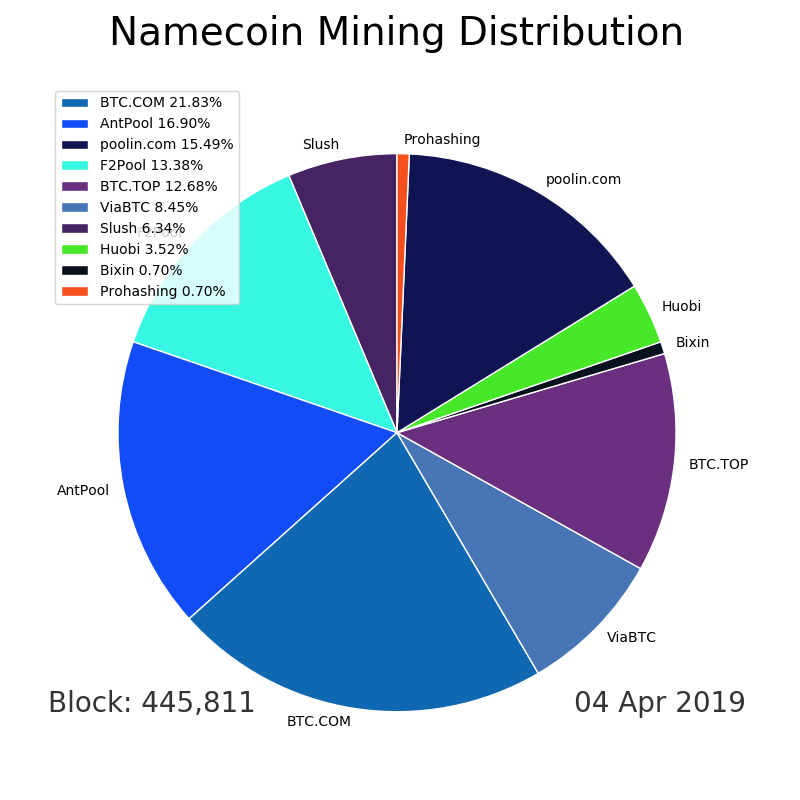 Namecoin Mining Distribution
BTC.COM 21.83%
AntPool 16.90%
poolin.com 15.49%
F2Pool 13.38%
BTC.TOP 12.68%
ViaBTC 8.45%
Slush 6.34%
Huobi 3.52%
Bixin 0.70%
Prohashing 0.70%
Slush
Prohashing
poolin.com
F2Pool
Huobi
Bixin
BTC.TOP
AntPool
ViaBTC
BTC.COM
Block: 445,811
04 Apr 2019